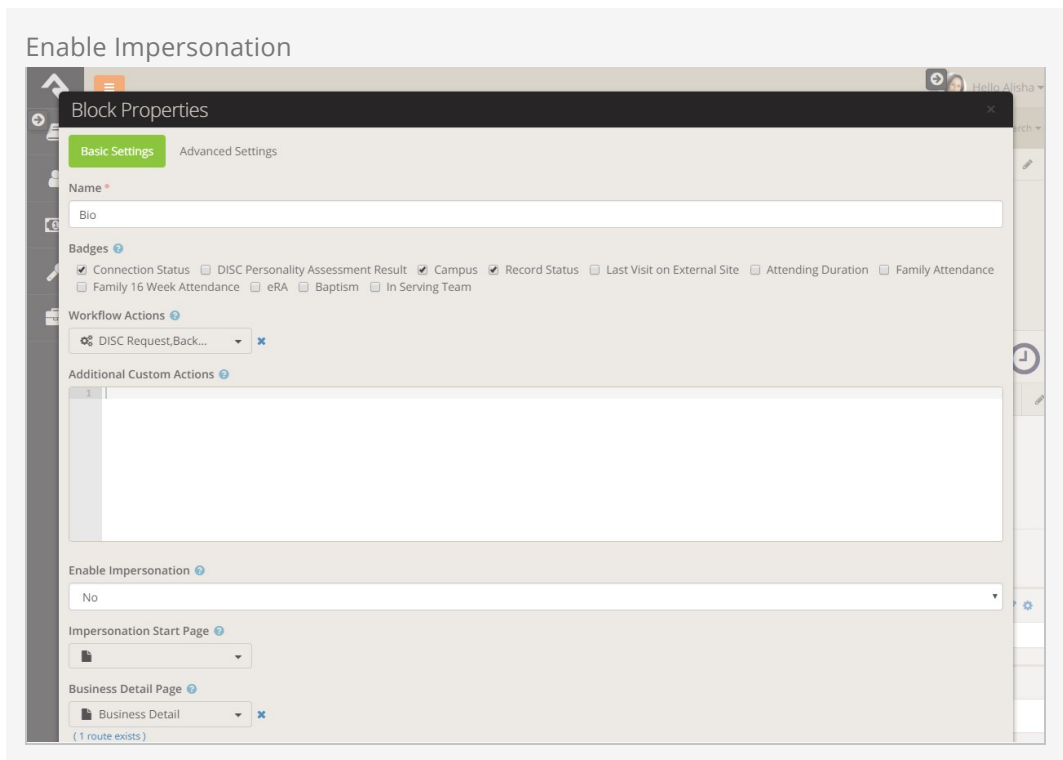 Enable Impersonation
Hello Alisha
Block Properties
×
Basic Settings Advanced Settings
Name *
Bio
Badges
Connection Status DISC Personality Assessment Result Campus Record Status Last Visit on External Site Attending Duration Family Attendance
Family 16 Week Attendance eRA Baptism In Serving Team
Workflow Actions
DISC Request,Back...
Additional Custom Actions
1
Enable Impersonation
No
Impersonation Start Page
Business Detail Page
Business Detail
( 1 route exists )